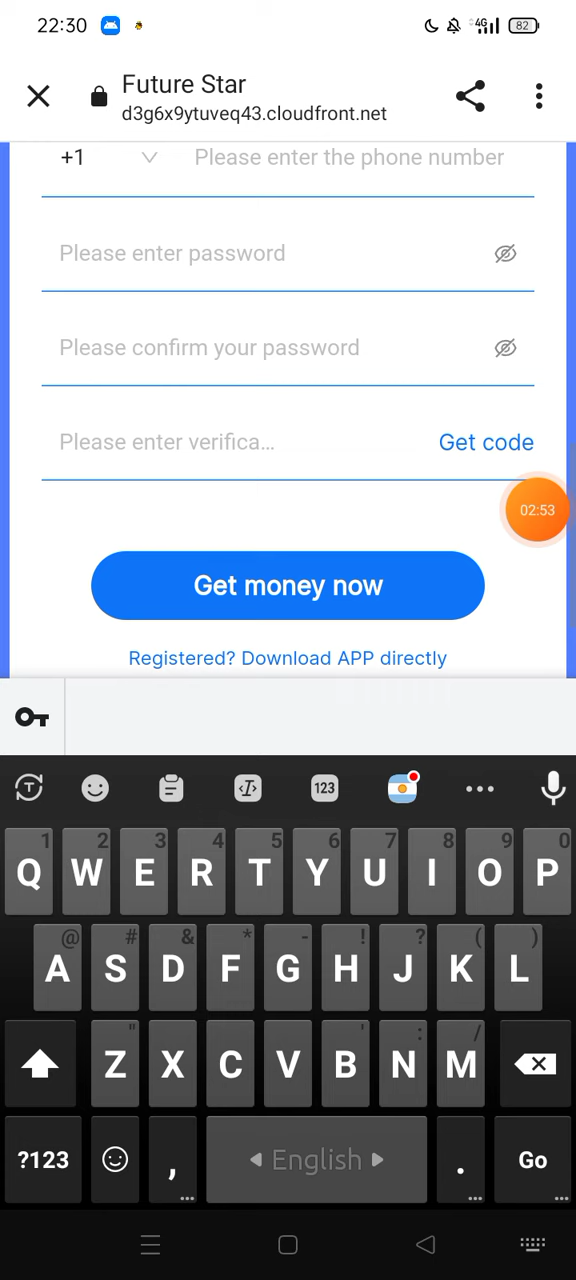 22:30 4G 82
Future Star
d3g6x9ytuveq43.cloudfront.net
+1 Please enter the phone number
Please enter password
Please confirm your password
Please enter verifica... Get code
02:53
Get money now
Registered? Download APP directly
T I 123 •••
1 2 3 4 5 6 7 8 9 0
Q W E R T Y U I O P
@ # & * - ! ? ( )
A S D F G H J K L
" ' : /
Z X C V B N M
?123 , English . Go
... ... ...